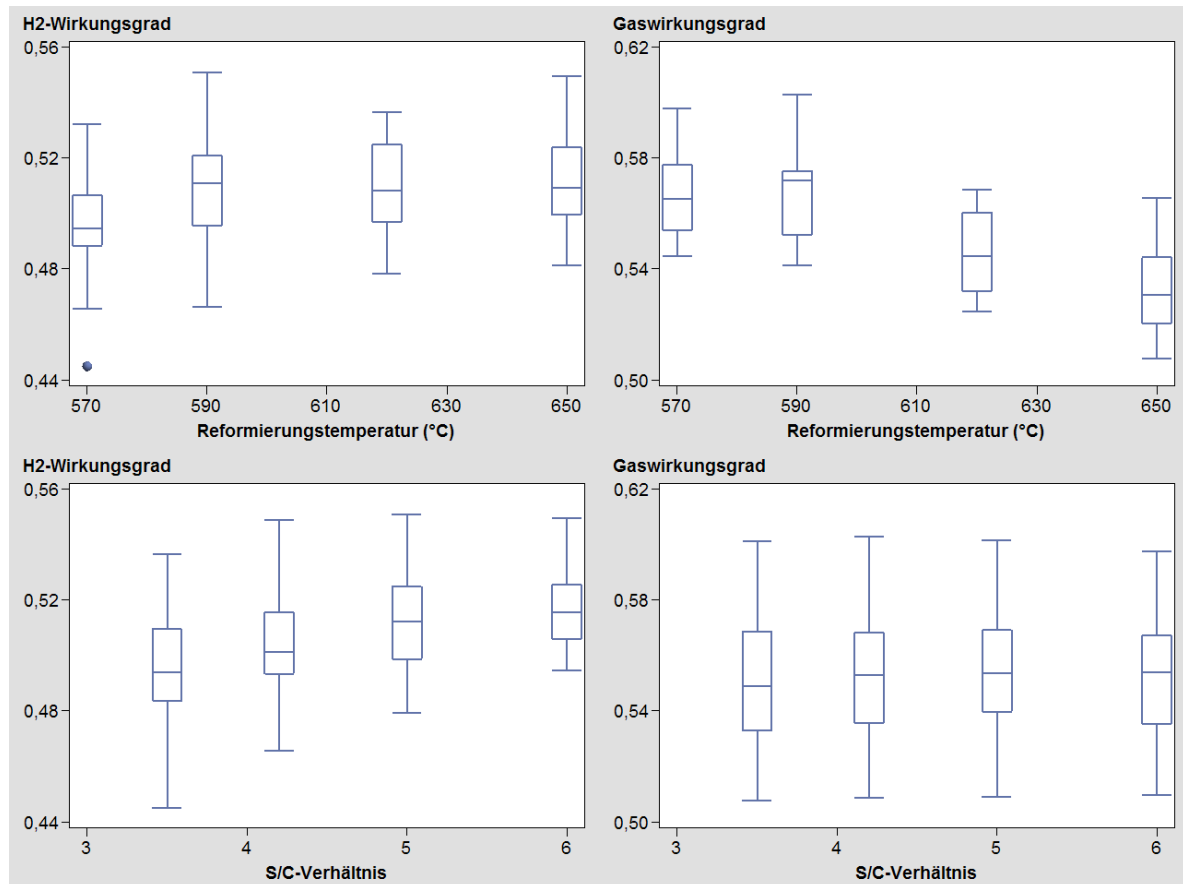 H2-Wirkungsgrad
0,56
0,52
0,48
0,44
570 590 610 630 650
Reformierungstemperatur (°C)
Gaswirkungsgrad
0,62
0,58
0,54
0,50
570 590 610 630 650
Reformierungstemperatur (°C)
H2-Wirkungsgrad
0,56
0,52
0,48
0,44
3 4 5 6
S/C-Verhältnis
Gaswirkungsgrad
0,62
0,58
0,54
0,50
3 4 5 6
S/C-Verhältnis